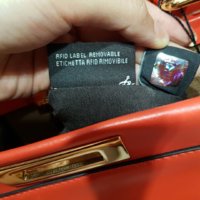 RFID LABEL REMOVABLE
ETICHETTA RFID RIMOVIBILE